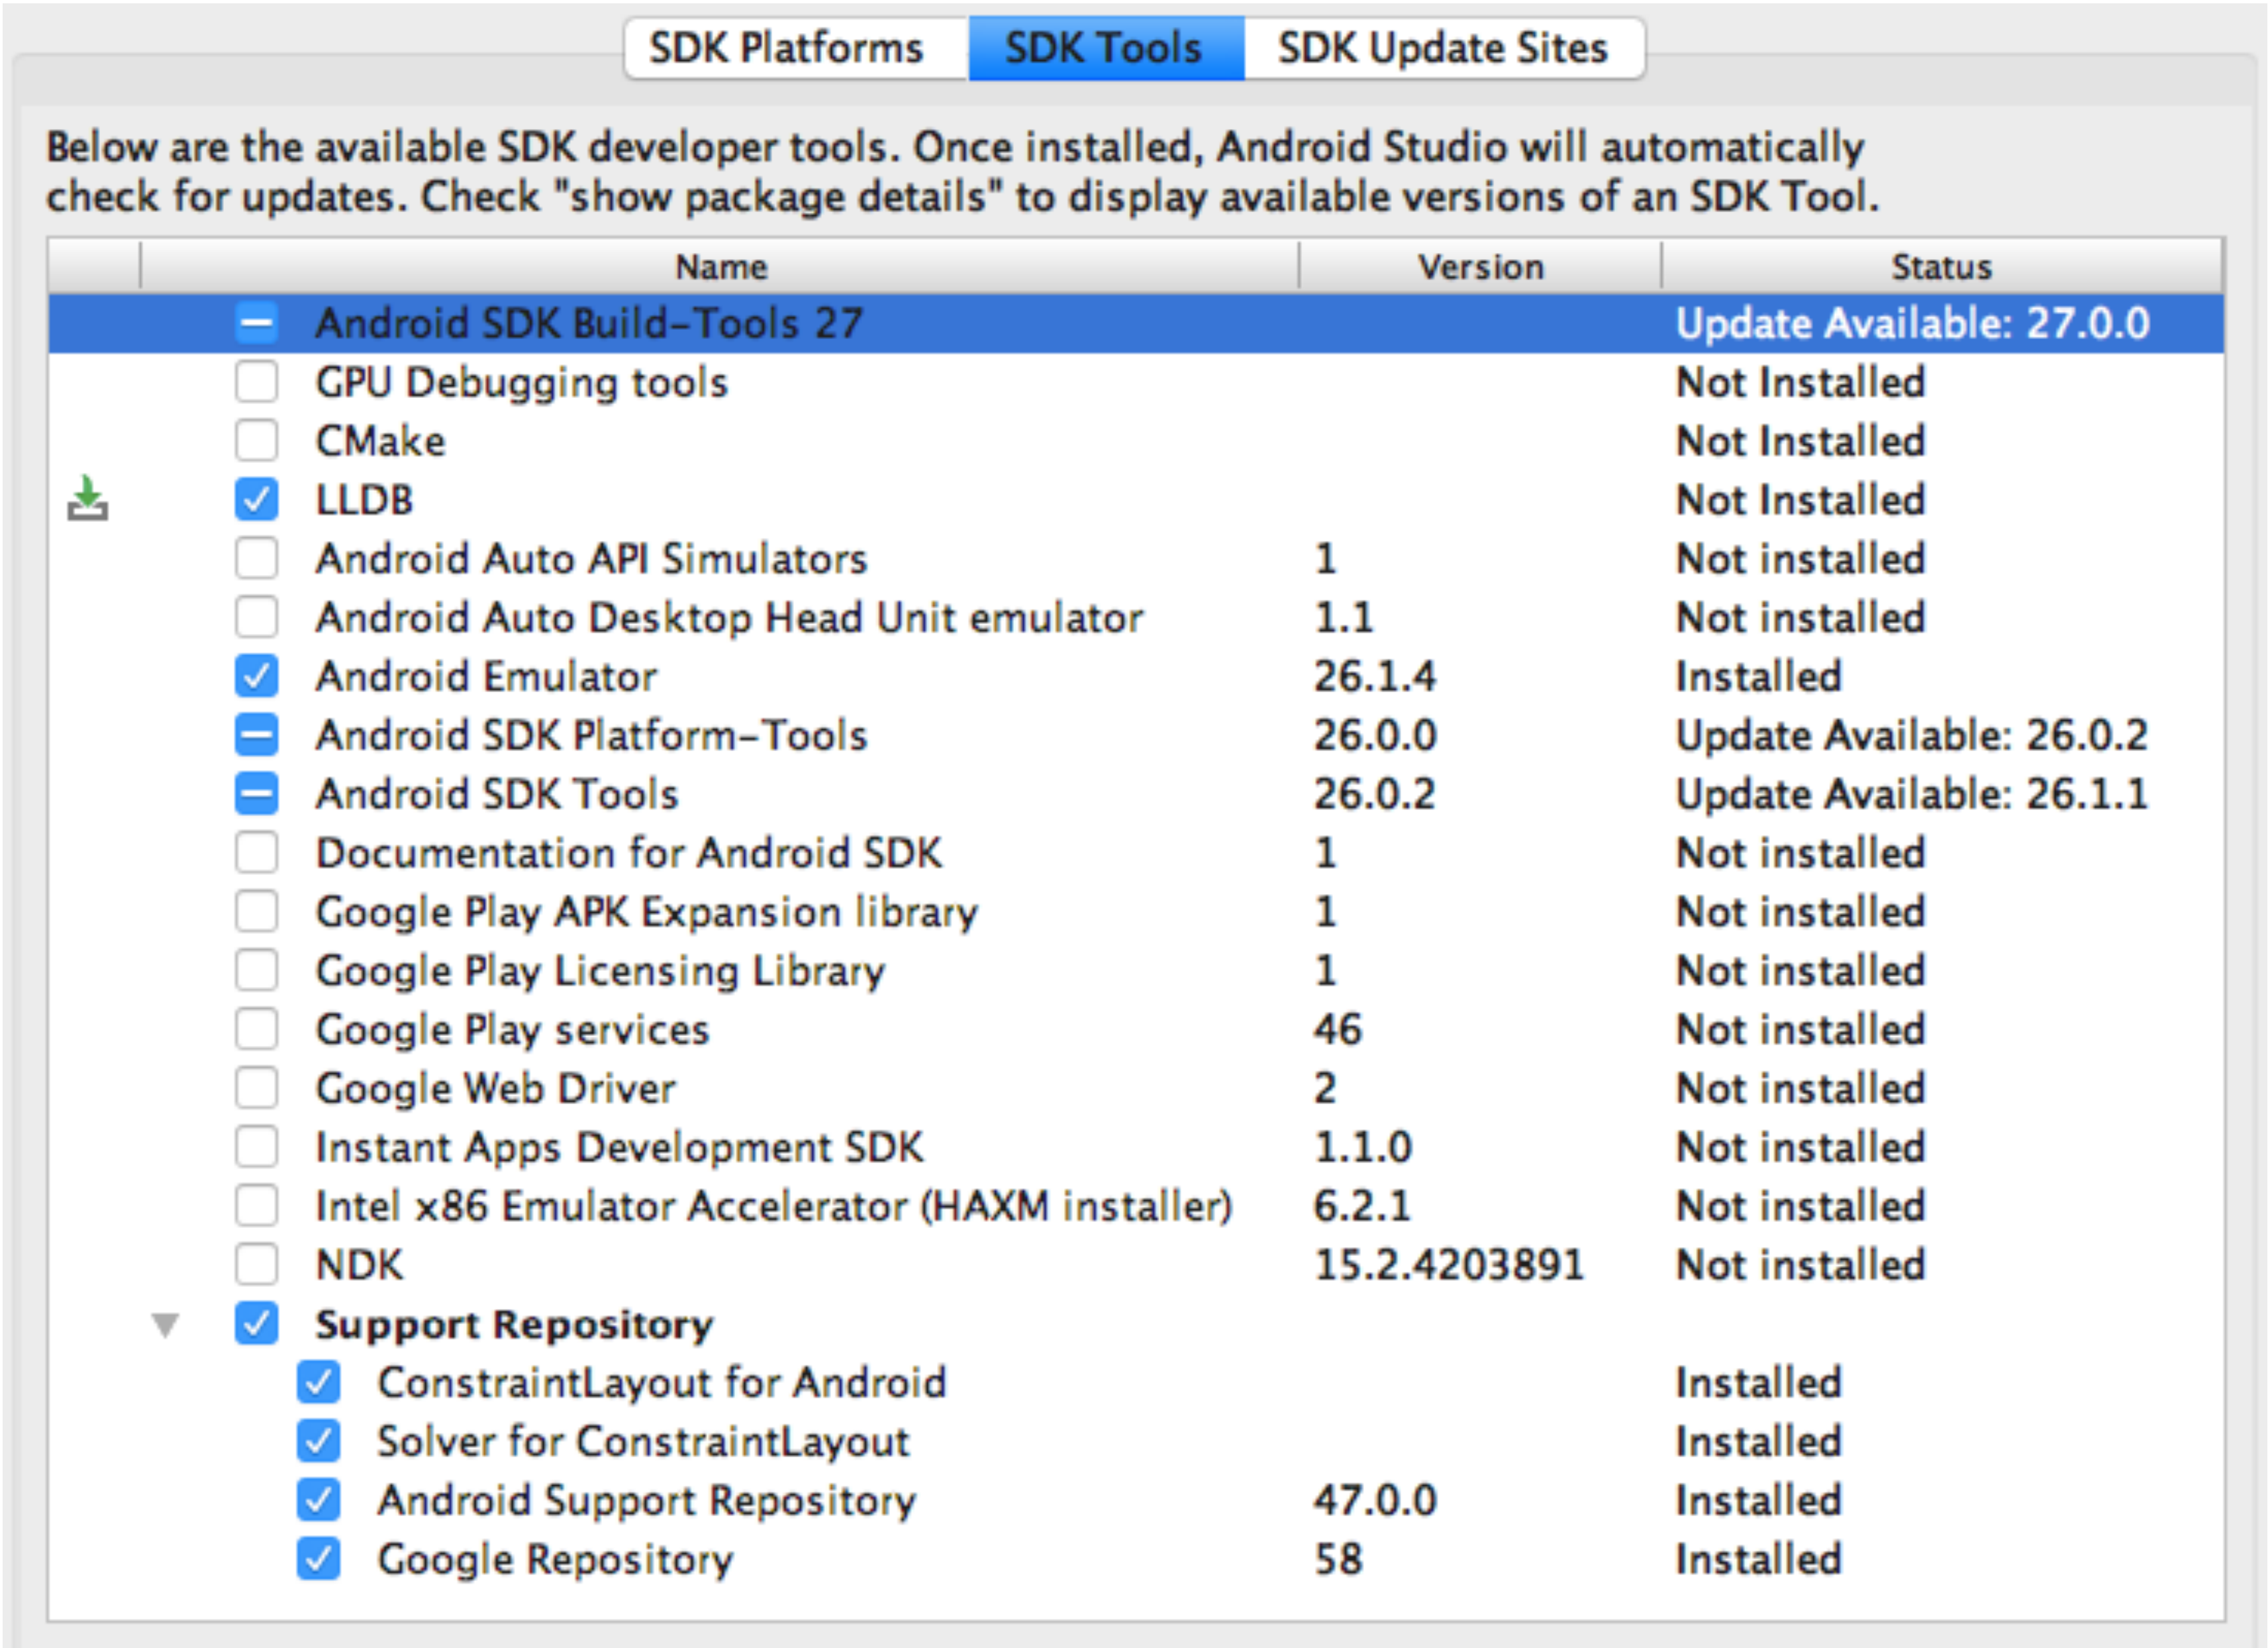 SDK Platforms SDK Tools SDK Update Sites
Below are the available SDK developer tools. Once installed, Android Studio will automatically
check for updates. Check "show package details" to display available versions of an SDK Tool.
Name Version Status
Android SDK Build-Tools 27 Update Available: 27.0.0
GPU Debugging tools Not Installed
CMake Not Installed
LLDB Not Installed
Android Auto API Simulators 1 Not installed
Android Auto Desktop Head Unit emulator 1.1 Not installed
Android Emulator 26.1.4 Installed
Android SDK Platform-Tools 26.0.0 Update Available: 26.0.2
Android SDK Tools 26.0.2 Update Available: 26.1.1
Documentation for Android SDK 1 Not installed
Google Play APK Expansion library 1 Not installed
Google Play Licensing Library 1 Not installed
Google Play services 46 Not installed
Google Web Driver 2 Not installed
Instant Apps Development SDK 1.1.0 Not installed
Intel x86 Emulator Accelerator (HAXM installer) 6.2.1 Not installed
NDK 15.2.4203891 Not installed
Support Repository
ConstraintLayout for Android Installed
Solver for ConstraintLayout Installed
Android Support Repository 47.0.0 Installed
Google Repository 58 Installed